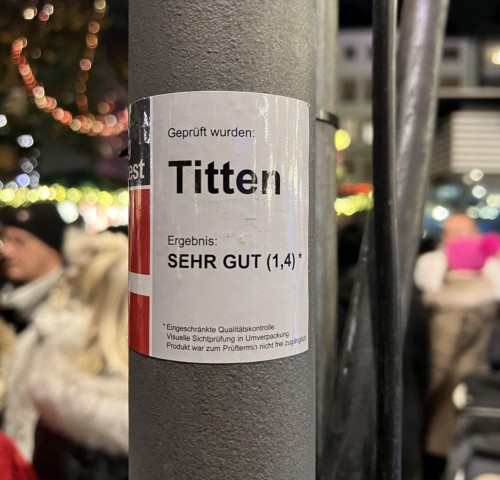 est
Geprüft wurden:
Titten
Ergebnis:
SEHR GUT (1,4) *
* Eingeschränkte Qualitätskontrolle.
Visuelle Sichtprüfung in Umverpackung.
Produkt war zum Prüftermin nicht frei zugänglich